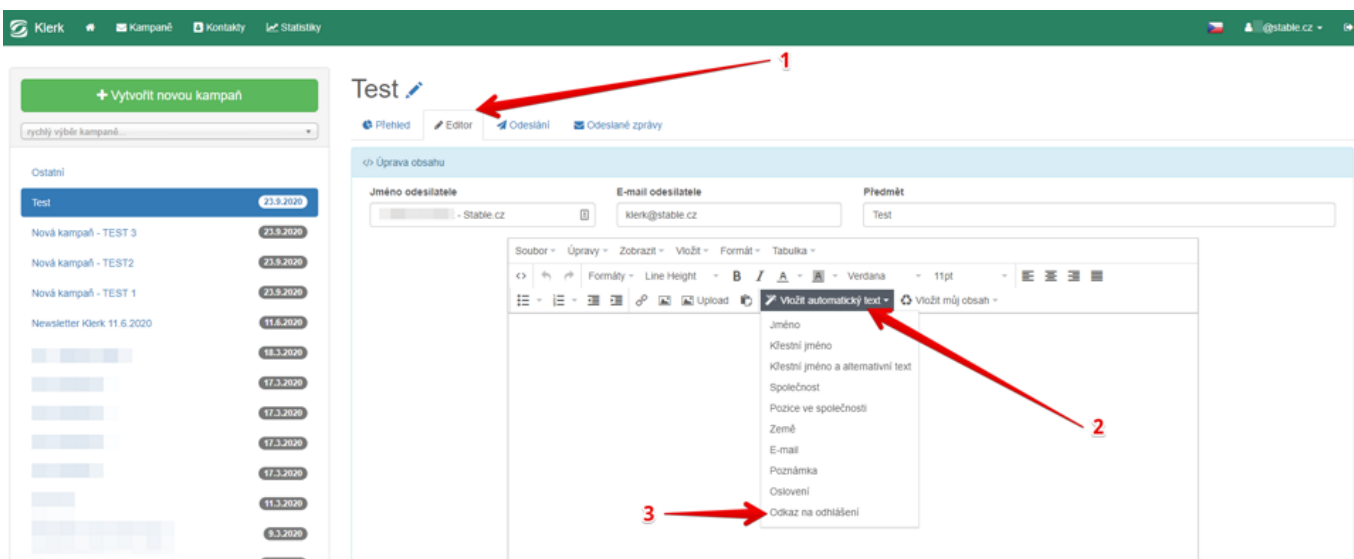 Klerk Kampaně Kontakty Statistiky @stable.cz
1
+ Vytvořit novou kampaň
rychlý výběr kampaně...
Ostatní
Test 23.9.2020
Nová kampaň - TEST 3 23.9.2020
Nová kampaň - TEST2 23.9.2020
Nová kampaň - TEST 1 23.9.2020
Newsletter Klerk 11.6.2020 11.6.2020
18.3.2020
17.3.2020
17.3.2020
17.3.2020
17.3.2020
11.3.2020
9.3.2020
Test
Přehled Editor Odeslání Odeslané zprávy
</> Úprava obsahu
Jméno odesilatele E-mail odesilatele Předmět
- Stable.cz klerk@stable.cz Test
Soubor Úpravy Zobrazit Vložit Formát Tabulka
<> Formáty Line Height B I A A Verdana 11pt
Upload Vložit automatický text Vložit můj obsah
Jméno
Křestní jméno
Křestní jméno a alternativní text
Společnost
Pozice ve společnosti
Země
2
E-mail
Poznámka
Oslovení
3 Odkaz na odhlášení